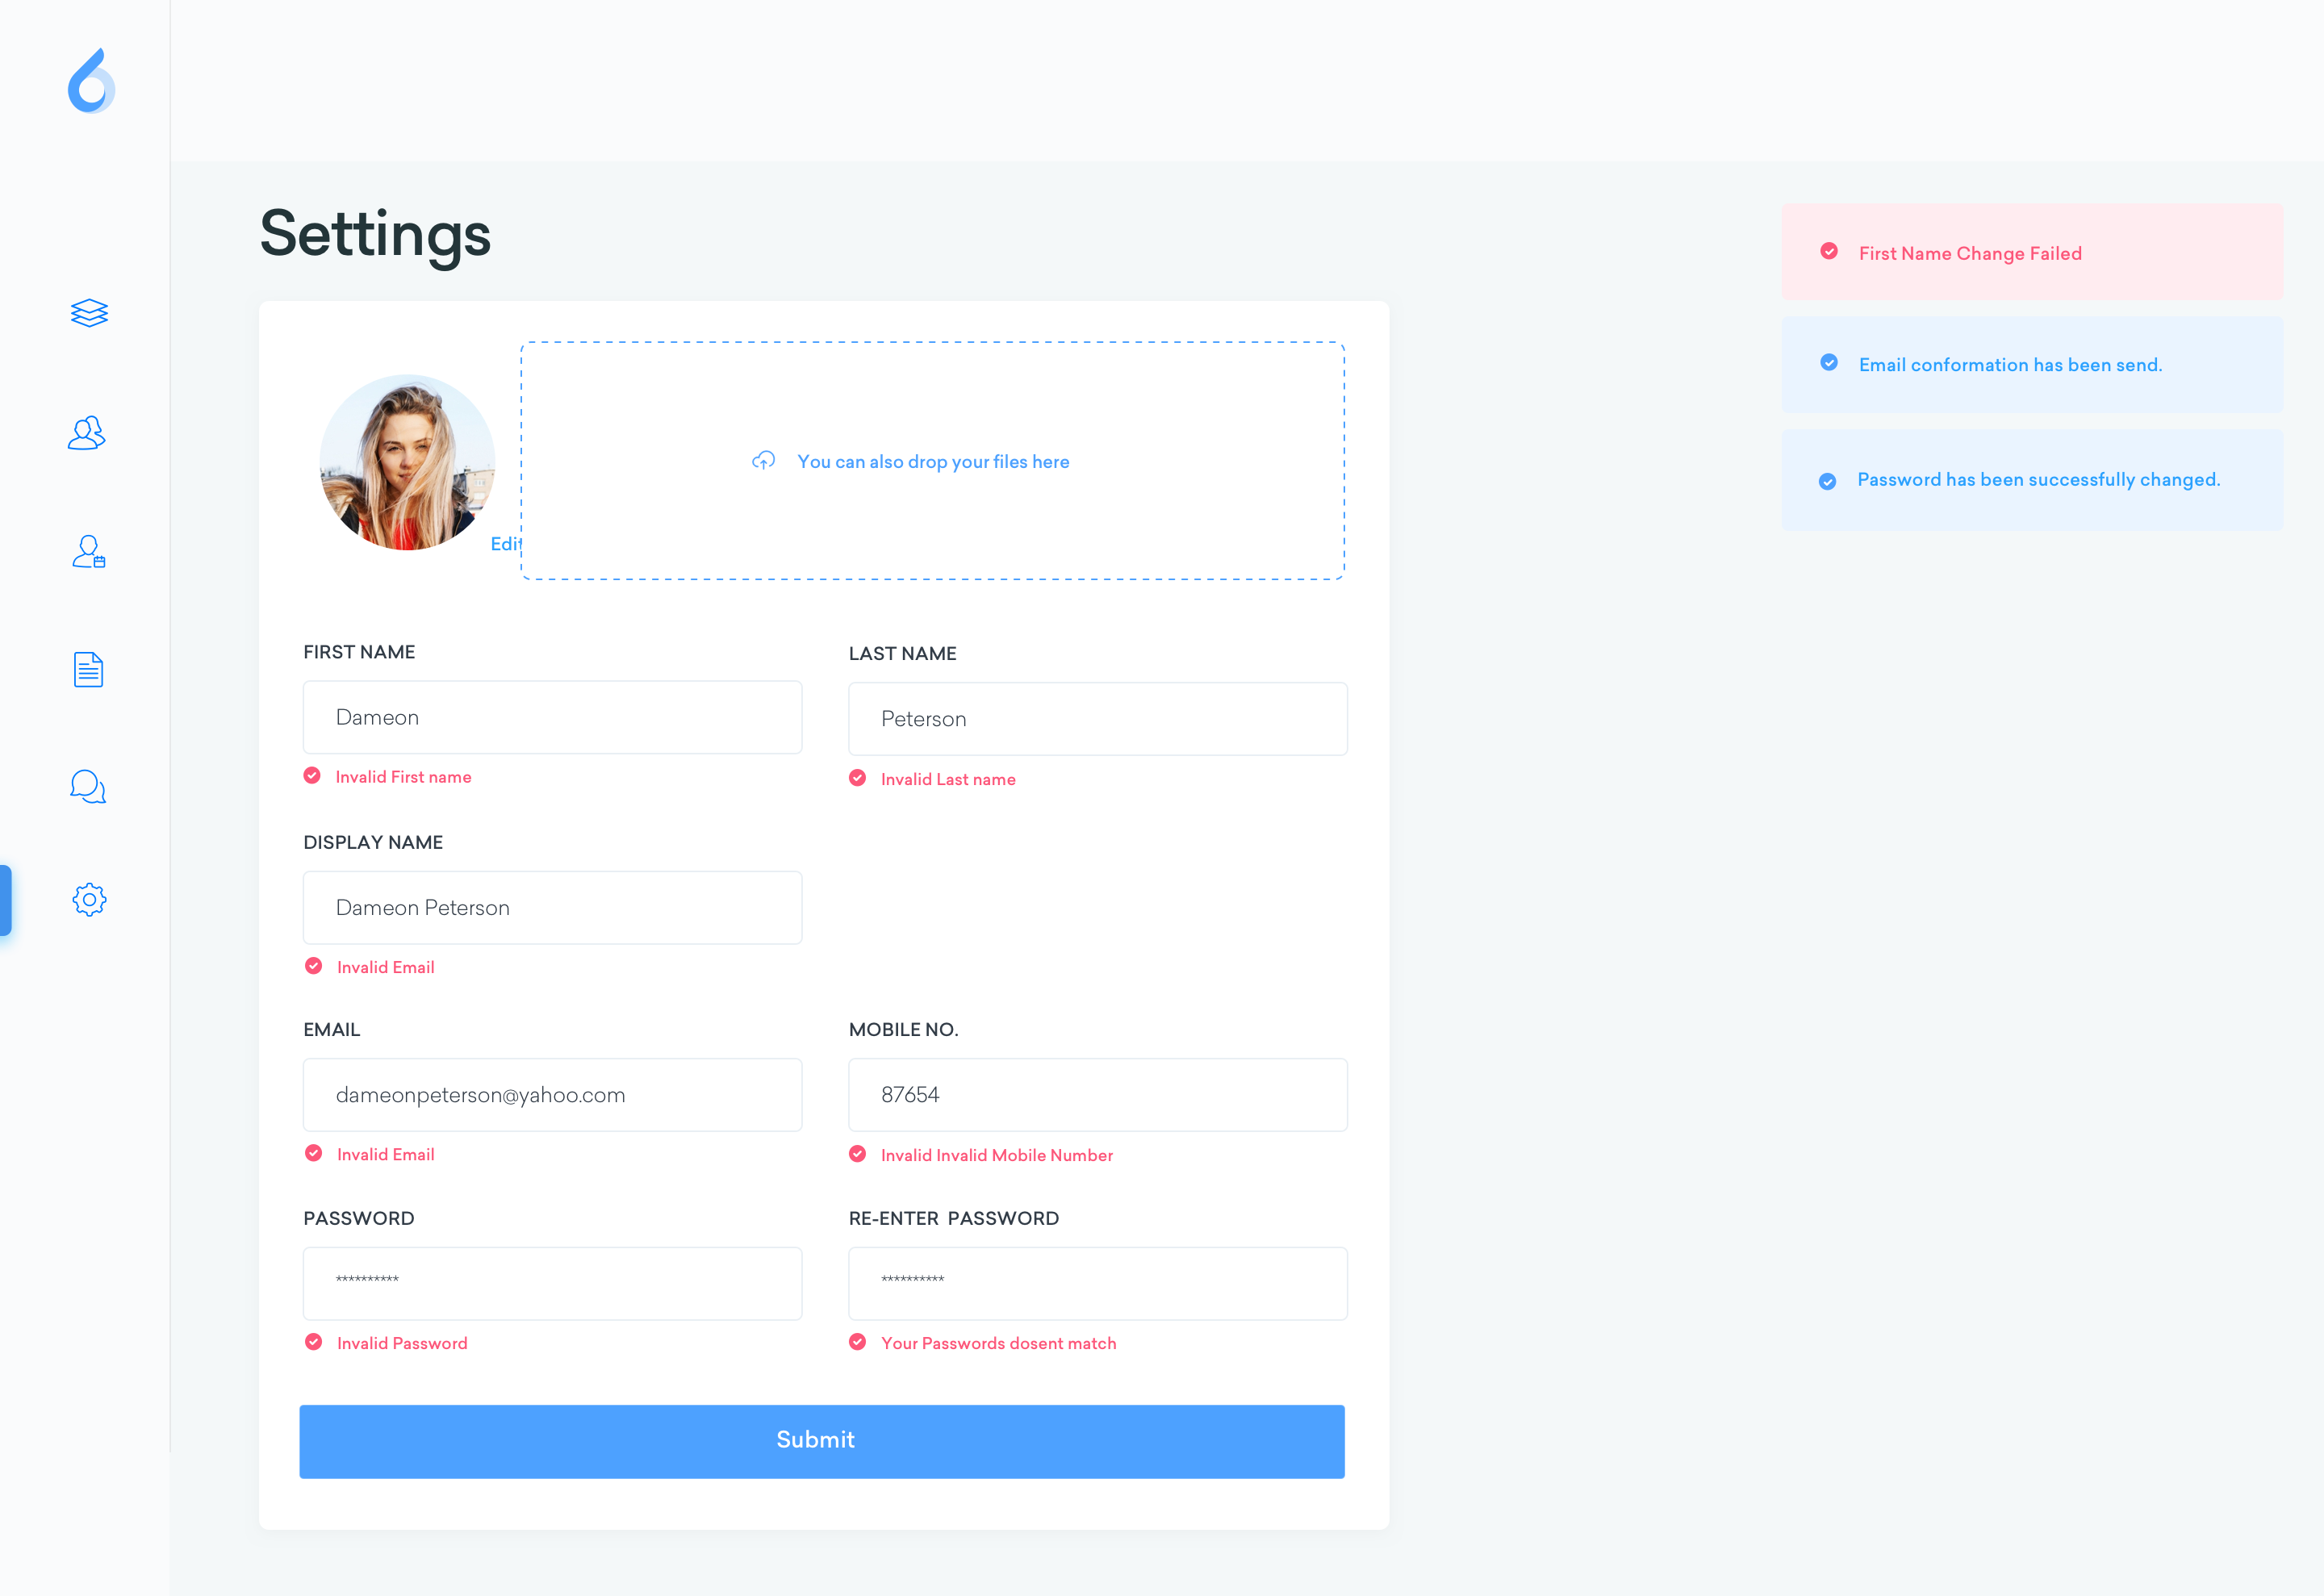 Settings
First Name Change Failed
Email conformation has been send.
Password has been successfully changed.
You can also drop your files here
Edit
FIRST NAME
LAST NAME
Dameon
Peterson
Invalid First name
Invalid Last name
DISPLAY NAME
Dameon Peterson
Invalid Email
EMAIL
MOBILE NO.
dameonpeterson@yahoo.com
87654
Invalid Email
Invalid Invalid Mobile Number
PASSWORD
RE-ENTER PASSWORD
**********
**********
Invalid Password
Your Passwords dosent match
Submit